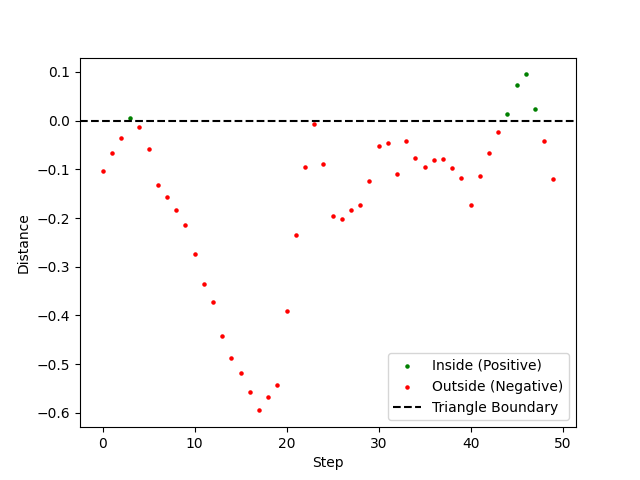 0.1
0.0
−0.1
−0.2
−0.3
−0.4
−0.5
−0.6
Distance
0
10
20
30
40
50
Step
Inside (Positive)
Outside (Negative)
Triangle Boundary